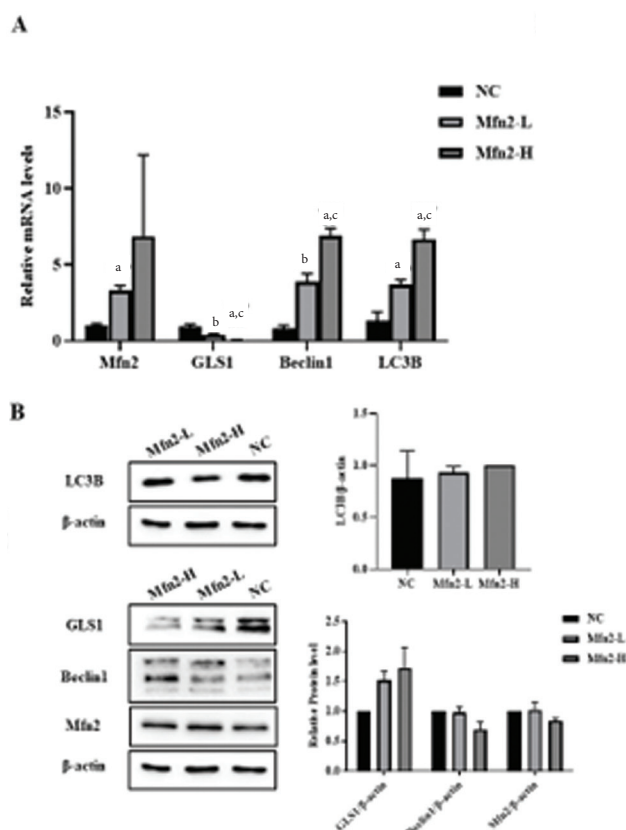 A
NC
Mfn2-L
Mfn2-H
Relative mRNA levels
15
10
5
0
a
b
a,c
b
a,c
a
a,c
Mfn2
GLS1
Beclin1
LC3B
B
Mfn2-L
Mfn2-H
NC
LC3B
β-actin
LC3B/β-actin
1.5
1.0
0.5
0.0
NC
Mfn2-L
Mfn2-H
Mfn2-H
Mfn2-L
NC
GLS1
Beclin1
Mfn2
β-actin
NC
Mfn2-L
Mfn2-H
Relative Protein level
2.5
2.0
1.5
1.0
0.5
0.0
GLS1/β-actin
Beclin1/β-actin
Mfn2/β-actin